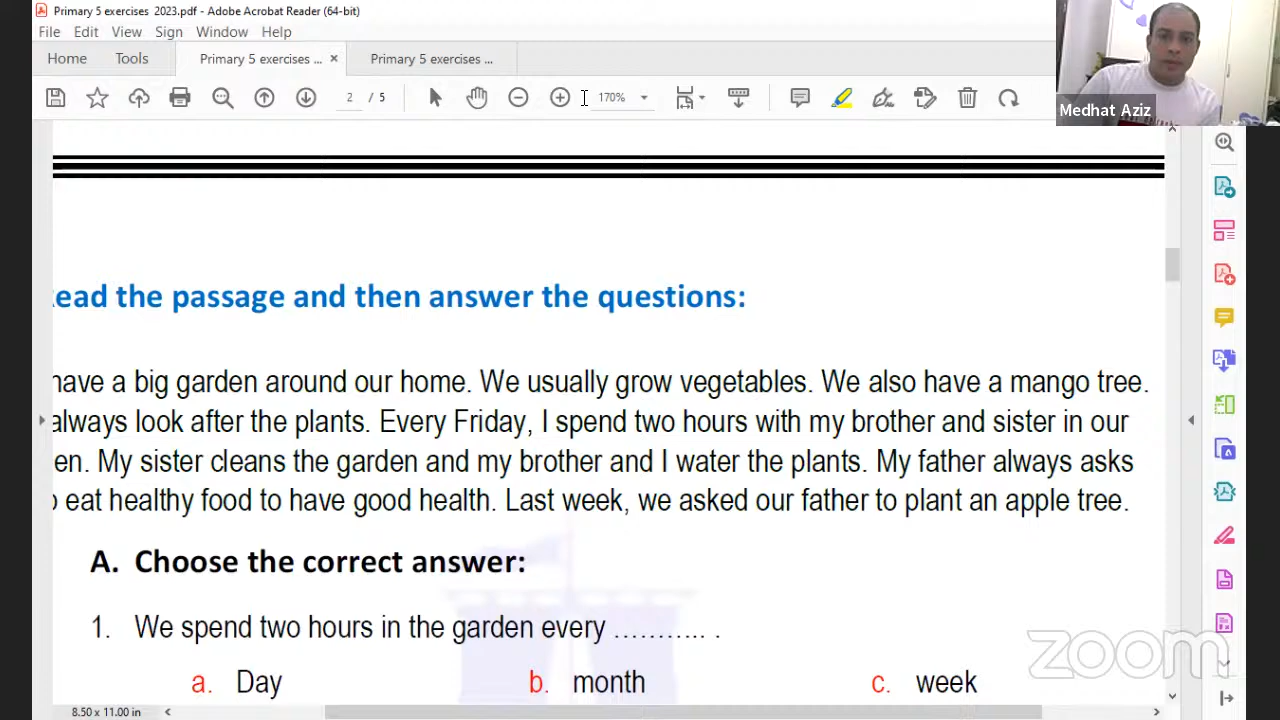 Primary 5 exercises 2023.pdf - Adobe Acrobat Reader (64-bit)
File Edit View Sign Window Help
Home Tools Primary 5 exercises ... × Primary 5 exercises ...
2 / 5 170%
Medhat Aziz
ead the passage and then answer the questions:
have a big garden around our home. We usually grow vegetables. We also have a mango tree.
always look after the plants. Every Friday, I spend two hours with my brother and sister in our
en. My sister cleans the garden and my brother and I water the plants. My father always asks
o eat healthy food to have good health. Last week, we asked our father to plant an apple tree.
A. Choose the correct answer:
1. We spend two hours in the garden every ……….. .
a. Day b. month c. week
zoom
8.50 x 11.00 in